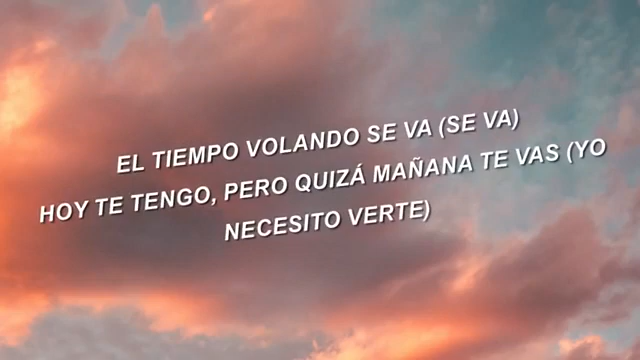 EL TIEMPO VOLANDO SE VA (SE VA)
HOY TE TENGO, PERO QUIZÁ MAÑANA TE VAS (YO
NECESITO VERTE)